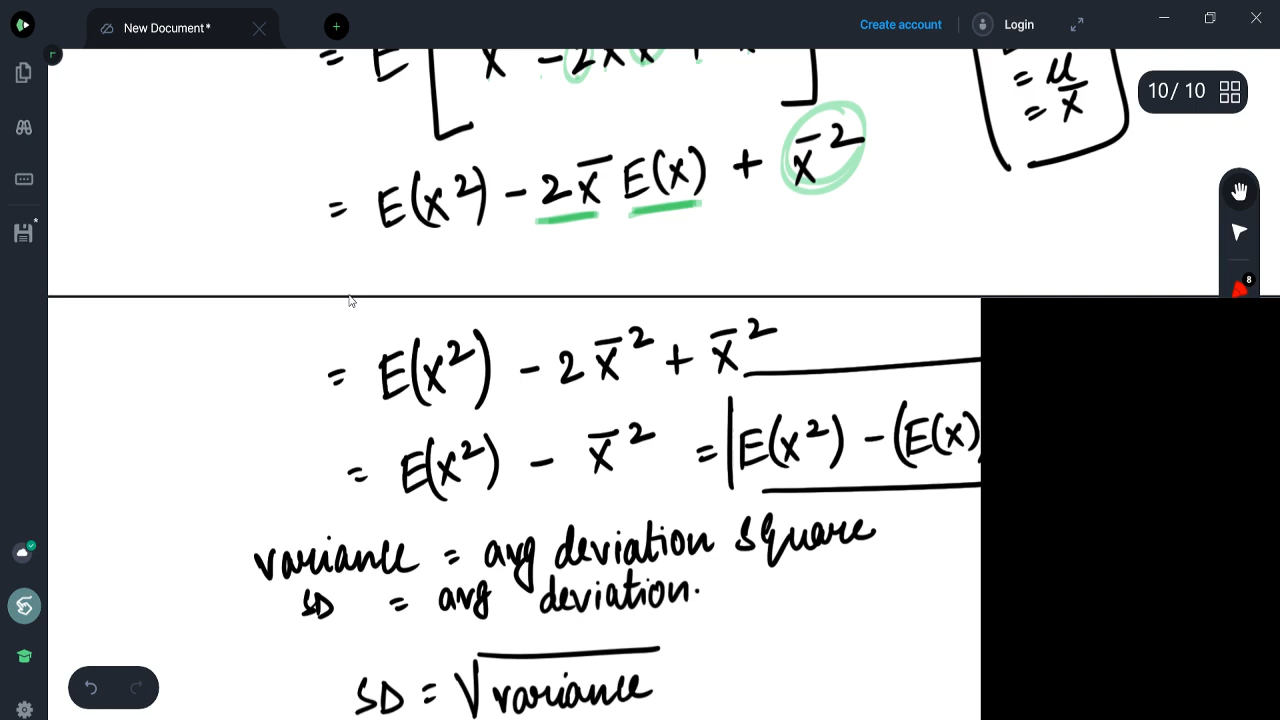 New Document*
Create account
Login
= μ
= x̄
10/10
= E(x²) - 2x̄ E(x) + x̄²
8
= E(x²) - 2x̄² + x̄²
= E(x²) - x̄² = E(x²) - (E(x)
variance = avg deviation square
SD = avg deviation.
SD = √variance